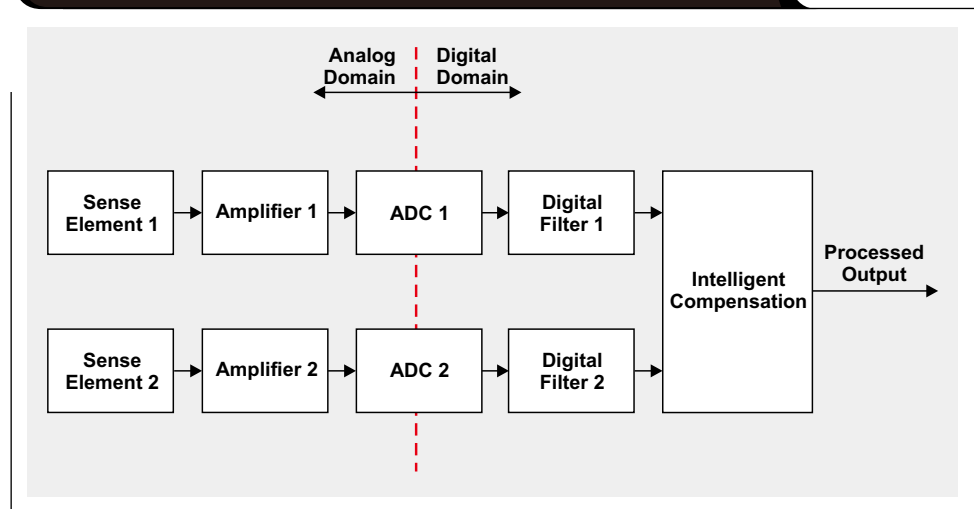 Analog
Domain
Digital
Domain
Sense
Element 1
Amplifier 1
ADC 1
Digital
Filter 1
Intelligent
Compensation
Processed
Output
Sense
Element 2
Amplifier 2
ADC 2
Digital
Filter 2